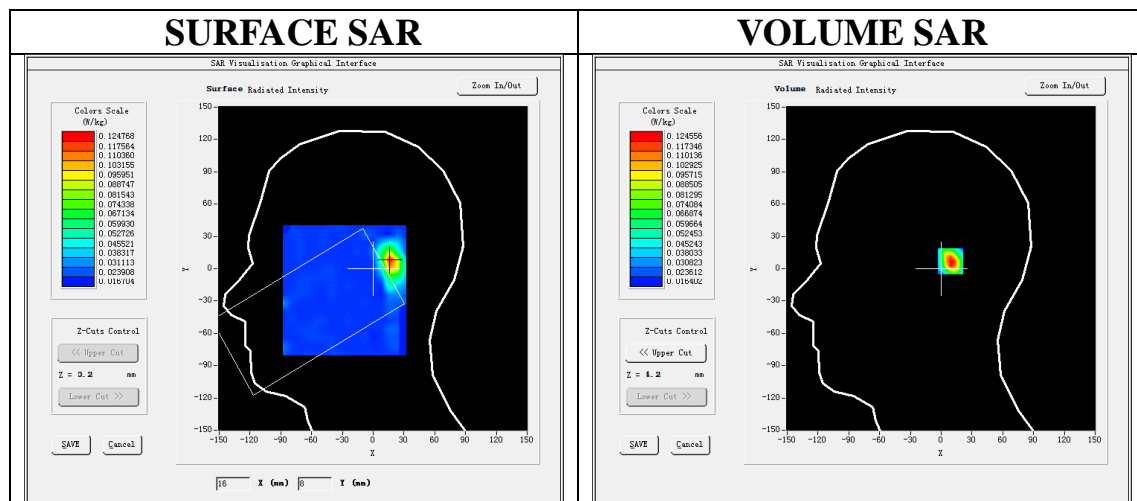 SURFACE SAR
SAR Visualisation Graphical Interface
Surface Radiated Intensity
Zoom In/Out
Colors Scale
(W/kg)
0.124768
0.117564
0.110360
0.103155
0.095951
0.088747
0.081543
0.074338
0.067134
0.059930
0.052726
0.045521
0.038317
0.031113
0.023908
0.016704
150
120
90
60
30
0
-30
-60
-90
-120
-150
Y
-150 -120 -90 -60 -30 0 30 60 90 120 150
X
Z-Cuts Control
<< Upper Cut
Z = 0.2 mm
Lower Cut >>
SAVE Cancel
16 X (mm) 8 Y (mm)
VOLUME SAR
SAR Visualisation Graphical Interface
Volume Radiated Intensity
Zoom In/Out
Colors Scale
(W/kg)
0.124556
0.117346
0.110136
0.102925
0.095715
0.088505
0.081295
0.074084
0.066874
0.059664
0.052453
0.045243
0.038033
0.030823
0.023612
0.016402
150
120
90
60
30
0
-30
-60
-90
-120
-150
Y
-150 -120 -90 -60 -30 0 30 60 90 120 150
X
Z-Cuts Control
<< Upper Cut
Z = 4.2 mm
Lower Cut >>
SAVE Cancel